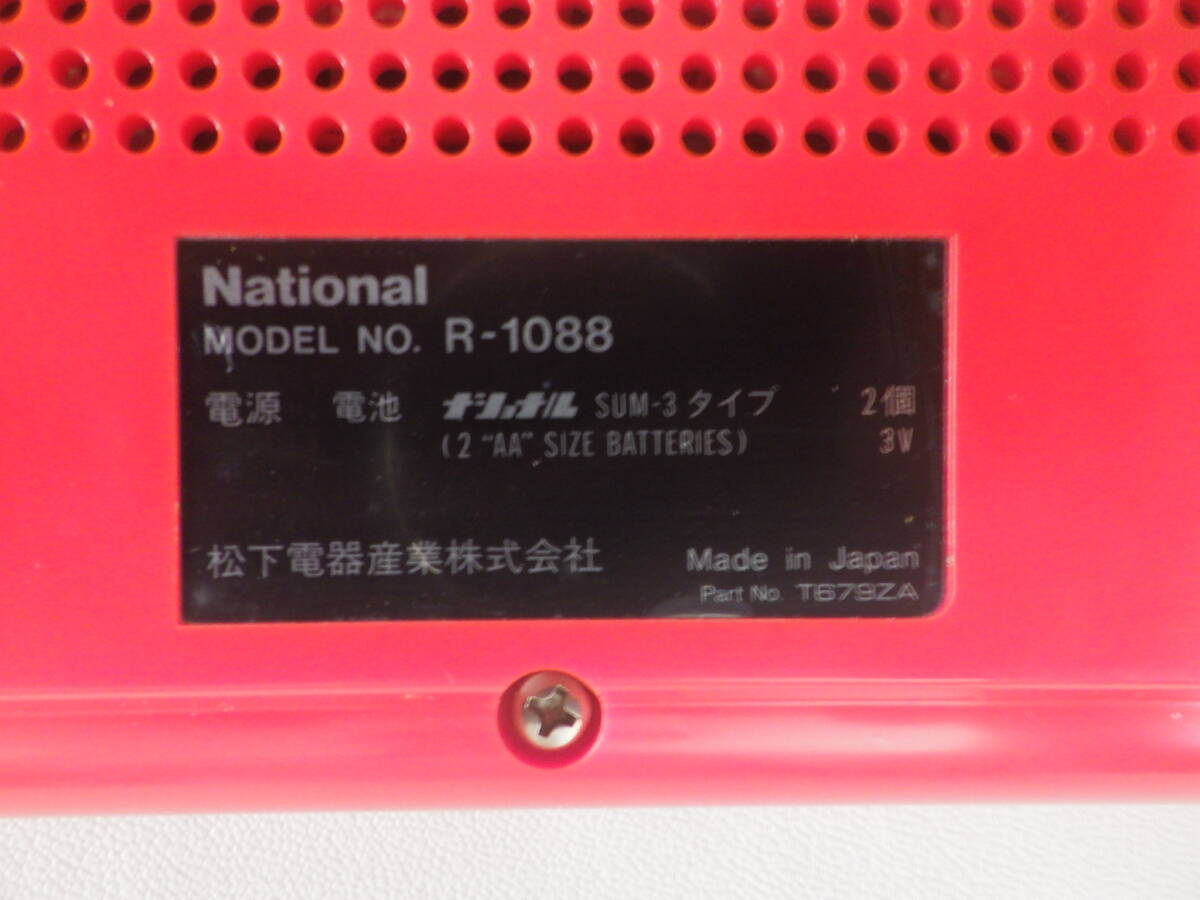 National
MODEL NO. R-1088
電源 電池 ナショナル SUM-3タイプ 2個
(2 "AA" SIZE BATTERIES) 3V
松下電器産業株式会社 Made in Japan
Part No. T679ZA